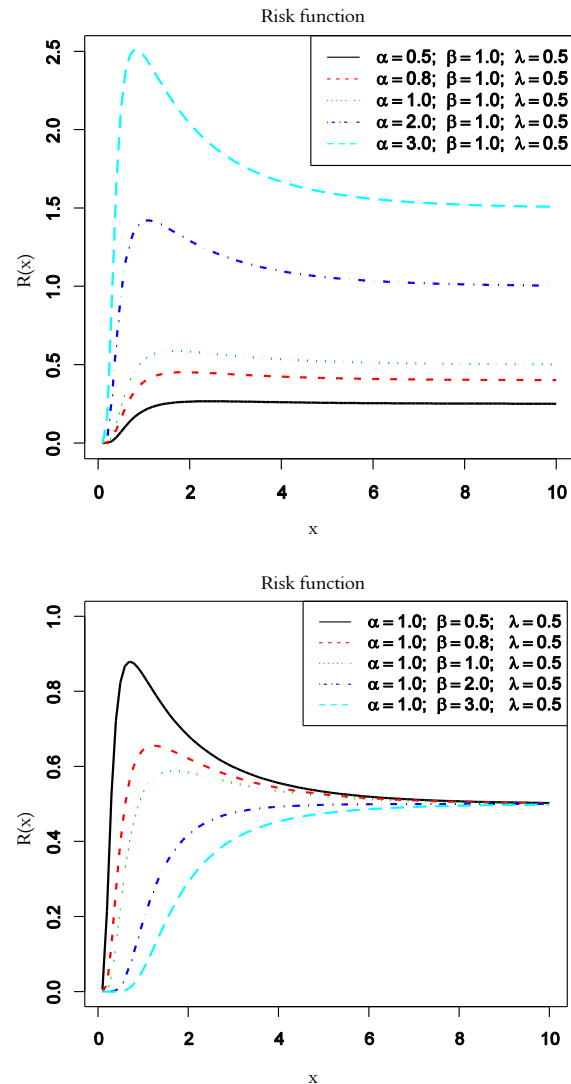 Risk function
R(x)
2.5
2.0
1.5
1.0
0.5
0.0
α = 0.5; β = 1.0; λ = 0.5
α = 0.8; β = 1.0; λ = 0.5
α = 1.0; β = 1.0; λ = 0.5
α = 2.0; β = 1.0; λ = 0.5
α = 3.0; β = 1.0; λ = 0.5
0 2 4 6 8 10
x
Risk function
R(x)
1.0
0.8
0.6
0.4
0.2
0.0
α = 1.0; β = 0.5; λ = 0.5
α = 1.0; β = 0.8; λ = 0.5
α = 1.0; β = 1.0; λ = 0.5
α = 1.0; β = 2.0; λ = 0.5
α = 1.0; β = 3.0; λ = 0.5
0 2 4 6 8 10
x